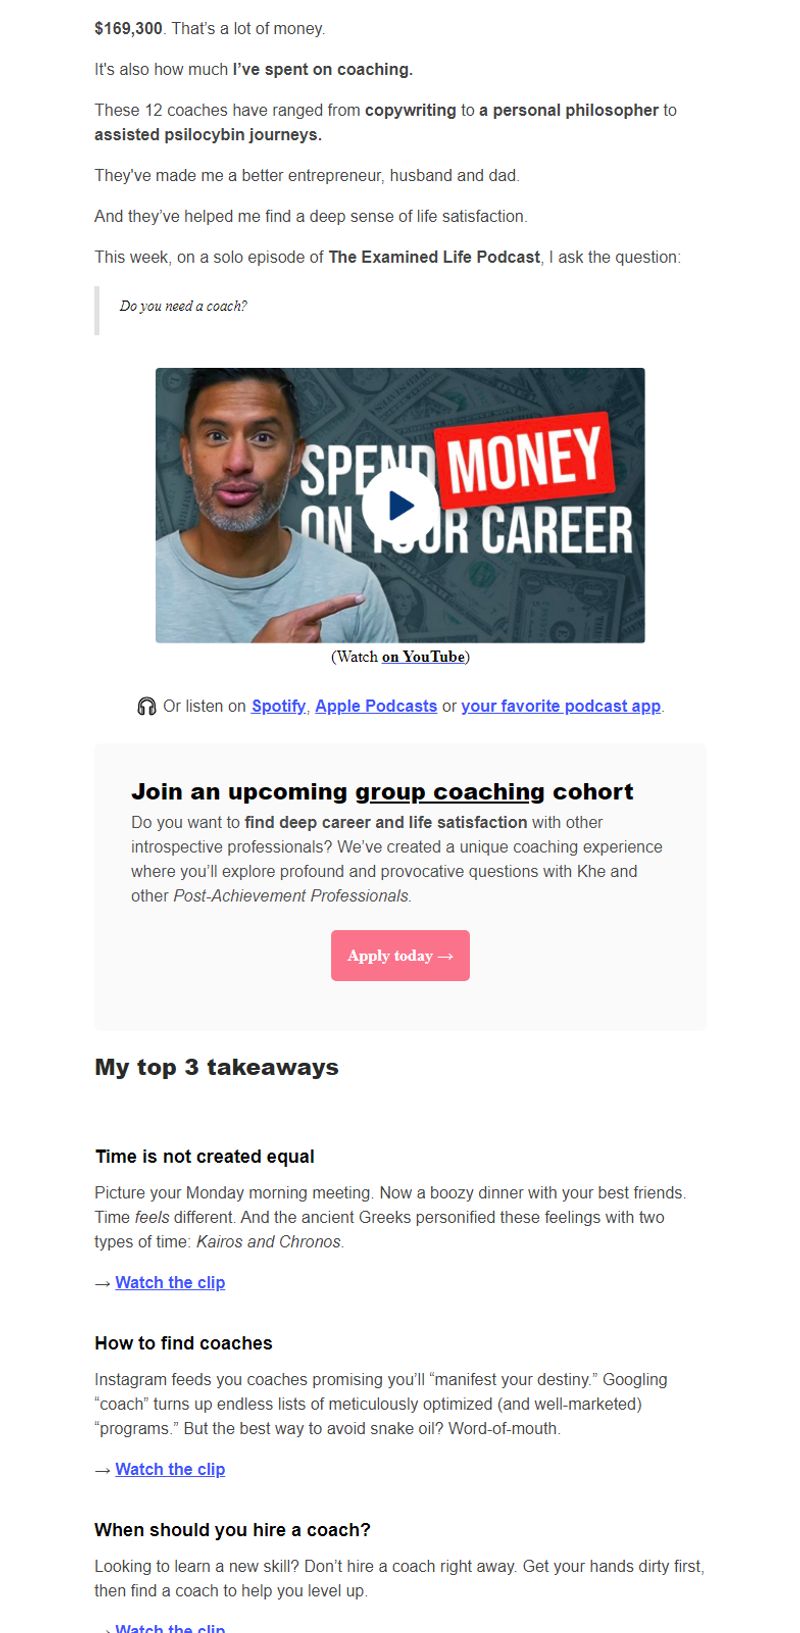 $169,300. That’s a lot of money.
It's also how much I’ve spent on coaching.
These 12 coaches have ranged from copywriting to a personal philosopher to
assisted psilocybin journeys.
They've made me a better entrepreneur, husband and dad.
And they’ve helped me find a deep sense of life satisfaction.
This week, on a solo episode of The Examined Life Podcast, I ask the question:
Do you need a coach?
SPEND MONEY
ON YOUR CAREER
(Watch on YouTube)
🎧 Or listen on Spotify, Apple Podcasts or your favorite podcast app.
Join an upcoming group coaching cohort
Do you want to find deep career and life satisfaction with other
introspective professionals? We’ve created a unique coaching experience
where you’ll explore profound and provocative questions with Khe and
other Post-Achievement Professionals.
Apply today →
My top 3 takeaways
Time is not created equal
Picture your Monday morning meeting. Now a boozy dinner with your best friends.
Time feels different. And the ancient Greeks personified these feelings with two
types of time: Kairos and Chronos.
→ Watch the clip
How to find coaches
Instagram feeds you coaches promising you’ll “manifest your destiny.” Googling
“coach” turns up endless lists of meticulously optimized (and well-marketed)
“programs.” But the best way to avoid snake oil? Word-of-mouth.
→ Watch the clip
When should you hire a coach?
Looking to learn a new skill? Don’t hire a coach right away. Get your hands dirty first,
then find a coach to help you level up.
→ Watch the clip